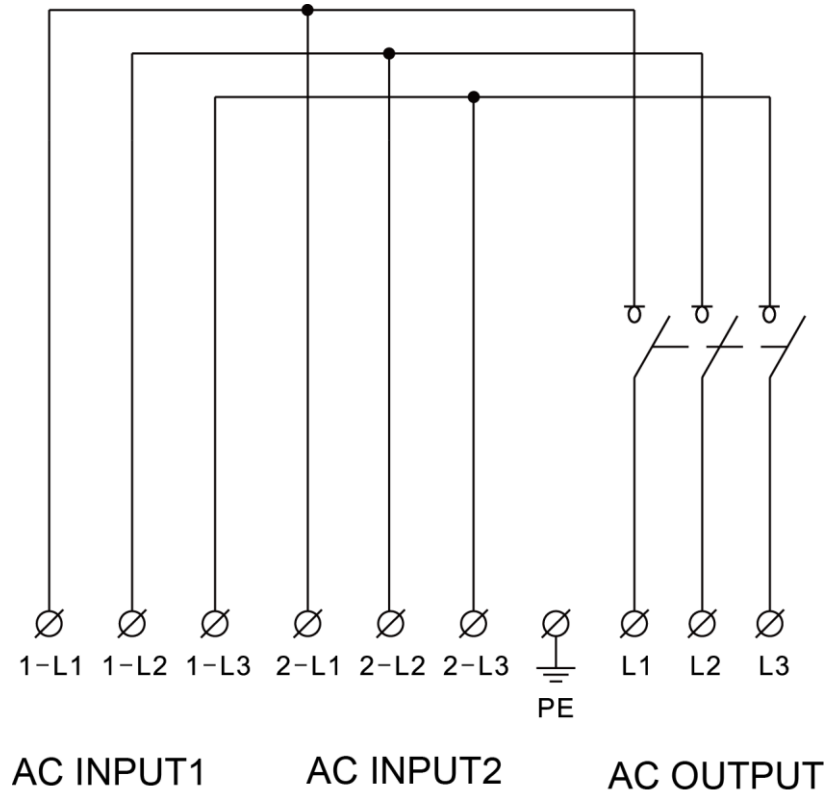 1-L1 1-L2 1-L3 2-L1 2-L2 2-L3 L1 L2 L3
PE
AC INPUT1 AC INPUT2 AC OUTPUT